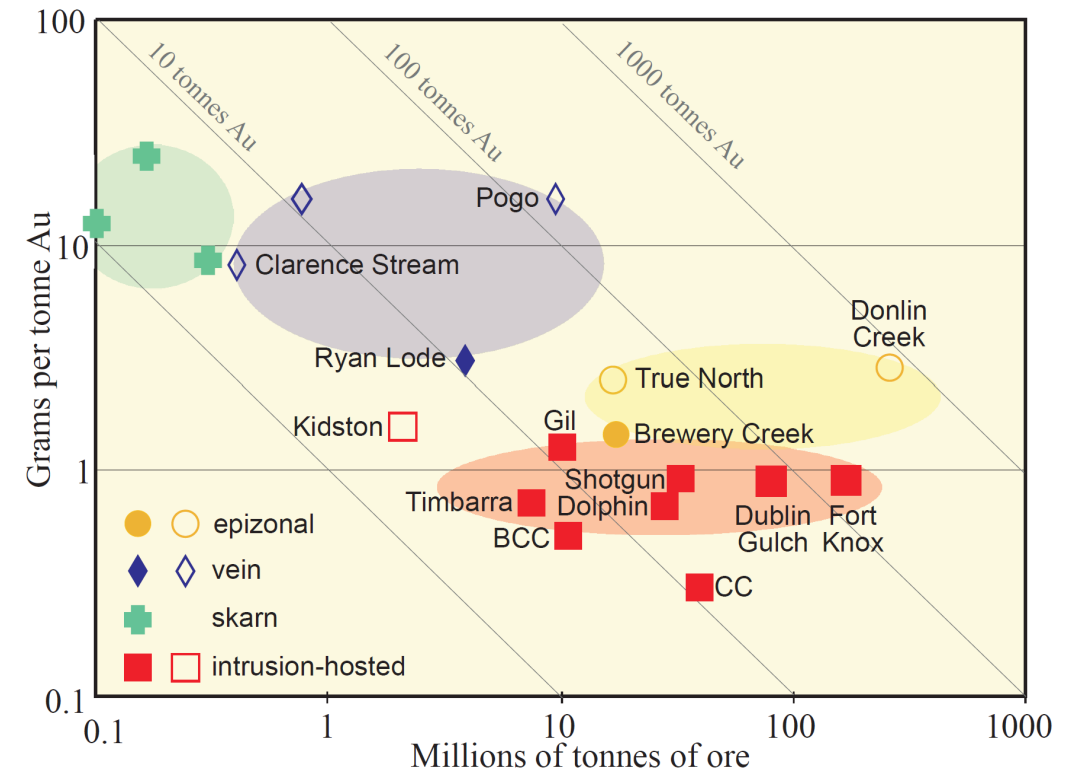 100
10
1
0.1
Grams per tonne Au
10 tonnes Au
100 tonnes Au
1000 tonnes Au
Pogo
Clarence Stream
Donlin
Creek
Ryan Lode
True North
Kidston
Gil
Brewery Creek
Shotgun
Timbarra
Dolphin
BCC
Dublin
Gulch
Fort
Knox
CC
epizonal
vein
skarn
intrusion-hosted
0.1
1
10
100
1000
Millions of tonnes of ore